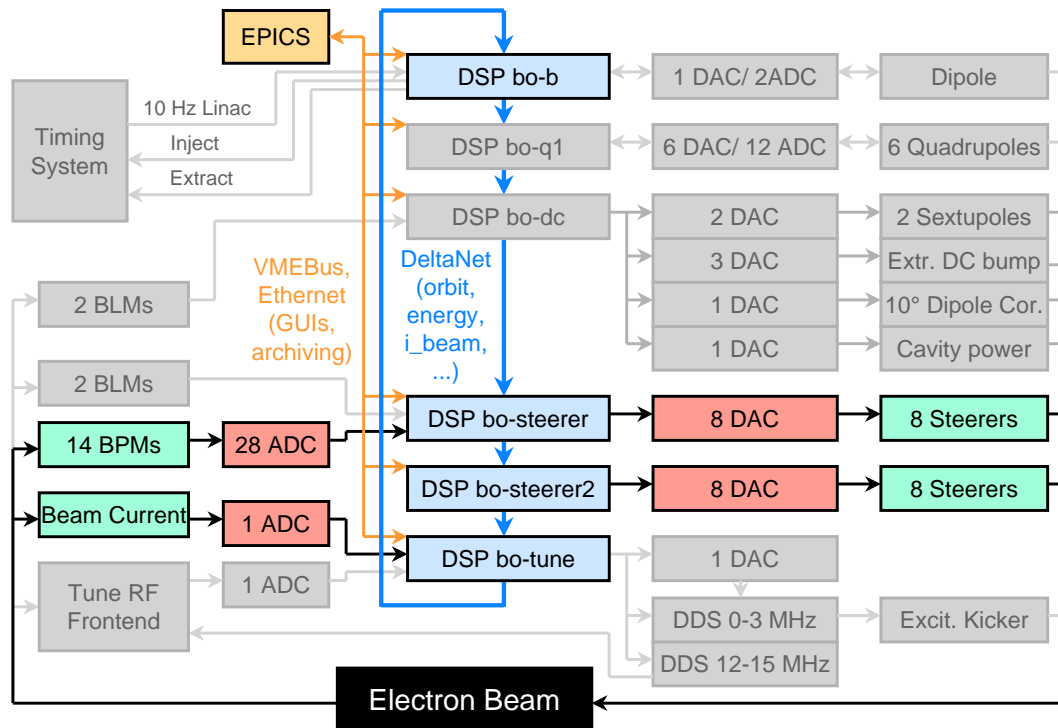 EPICS
DSP bo-b
1 DAC/ 2ADC
Dipole
10 Hz Linac
Timing
System
Inject
Extract
DSP bo-q1
6 DAC/ 12 ADC
6 Quadrupoles
DSP bo-dc
2 DAC
2 Sextupoles
3 DAC
Extr. DC bump
1 DAC
10° Dipole Cor.
1 DAC
Cavity power
VMEBus,
Ethernet
(GUIs,
archiving)
DeltaNet
(orbit,
energy,
i_beam,
...)
2 BLMs
2 BLMs
DSP bo-steerer
8 DAC
8 Steerers
14 BPMs
28 ADC
DSP bo-steerer2
8 DAC
8 Steerers
Beam Current
1 ADC
DSP bo-tune
1 DAC
Tune RF
Frontend
1 ADC
DDS 0-3 MHz
Excit. Kicker
DDS 12-15 MHz
Electron Beam